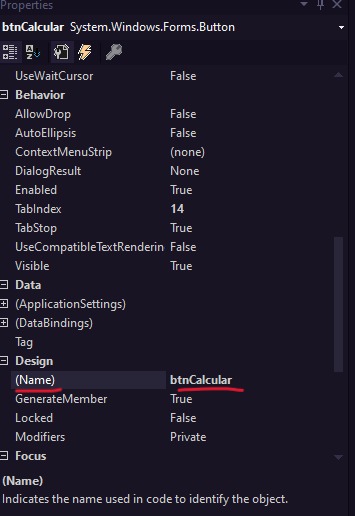 Properties
btnCalcular System.Windows.Forms.Button
UseWaitCursor False
Behavior
AllowDrop False
AutoEllipsis False
ContextMenuStrip (none)
DialogResult None
Enabled True
TabIndex 14
TabStop True
UseCompatibleTextRenderin False
Visible True
Data
(ApplicationSettings)
(DataBindings)
Tag
Design
(Name) btnCalcular
GenerateMember True
Locked False
Modifiers Private
Focus
(Name)
Indicates the name used in code to identify the object.